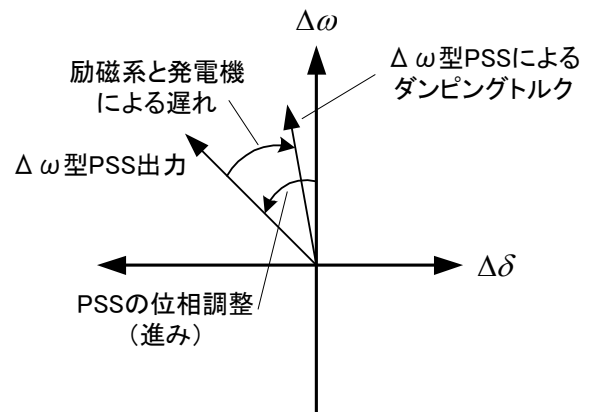 Δω
励磁系と発電機
による遅れ
Δω型PSSによる
ダンピングトルク
Δω型PSS出力
Δδ
PSSの位相調整
（進み）